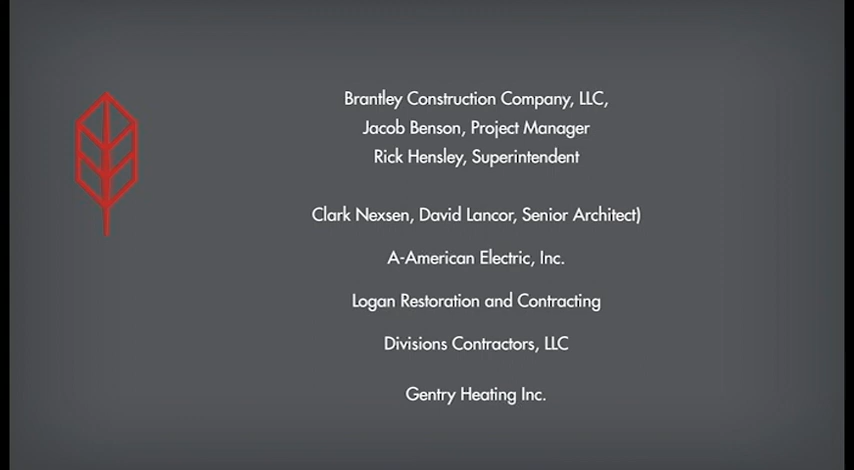 Brantley Construction Company, LLC,
Jacob Benson, Project Manager
Rick Hensley, Superintendent
Clark Nexsen, David Lancor, Senior Architect)
A-American Electric, Inc.
Logan Restoration and Contracting
Divisions Contractors, LLC
Gentry Heating Inc.